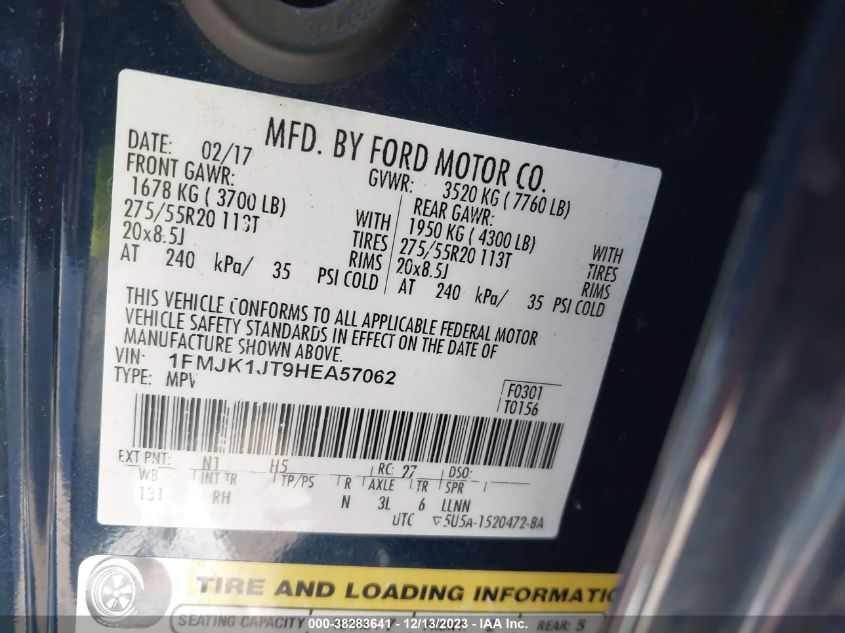 MFD. BY FORD MOTOR CO.
DATE: 02/17 GVWR: 3520 KG ( 7760 LB)
FRONT GAWR: REAR GAWR:
1678 KG ( 3700 LB) WITH 1950 KG ( 4300 LB) WITH
275/55R20 113T TIRES 275/55R20 113T TIRES
20x8.5J RIMS 20x8.5J RIMS
AT 240 kPa/ 35 PSI COLD AT 240 kPa/ 35 PSI COLD
THIS VEHICLE CONFORMS TO ALL APPLICABLE FEDERAL MOTOR
VEHICLE SAFETY STANDARDS IN EFFECT ON THE DATE OF
MANUFACTURE SHOWN ABOVE.
VIN: 1FMJK1JT9HEA57062
TYPE: MPV
F0301
T0156
EXT PNT: N1 H5 RC: 97 DSO:
WB INT TR TP/PS R AXLE TR SPR
131 RH N 3L 6 LLNN
UTC ▽5U5A-1520472-BA
TIRE AND LOADING INFORMATIO
SEATING CAPACITY REAR: 5
000-38283641 - 12/13/2023 - IAA Inc.